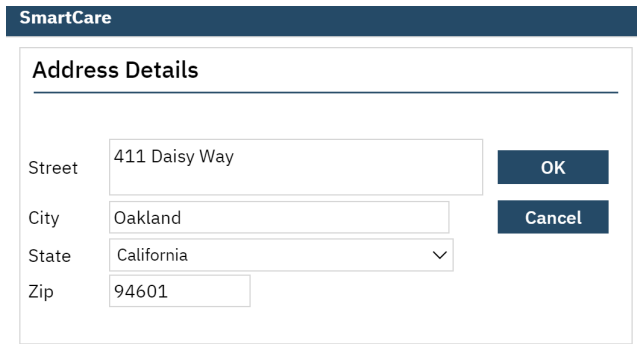 SmartCare
Address Details
Street
411 Daisy Way
OK
City
Oakland
Cancel
State
California
Zip
94601